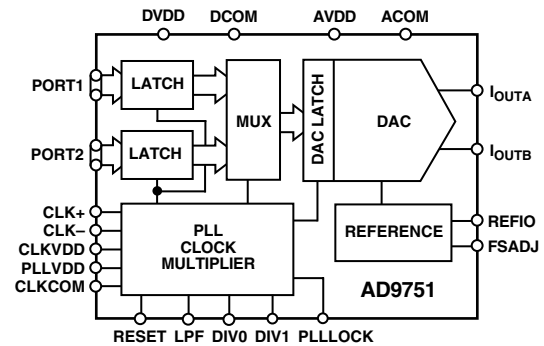 DVDD DCOM AVDD ACOM
PORT1
LATCH
MUX
DAC LATCH
DAC
IOUTA
PORT2
LATCH
IOUTB
CLK+
CLK–
CLKVDD
PLLVDD
CLKCOM
PLL
CLOCK
MULTIPLIER
REFERENCE
REFIO
FSADJ
AD9751
RESET LPF DIV0 DIV1 PLLLOCK